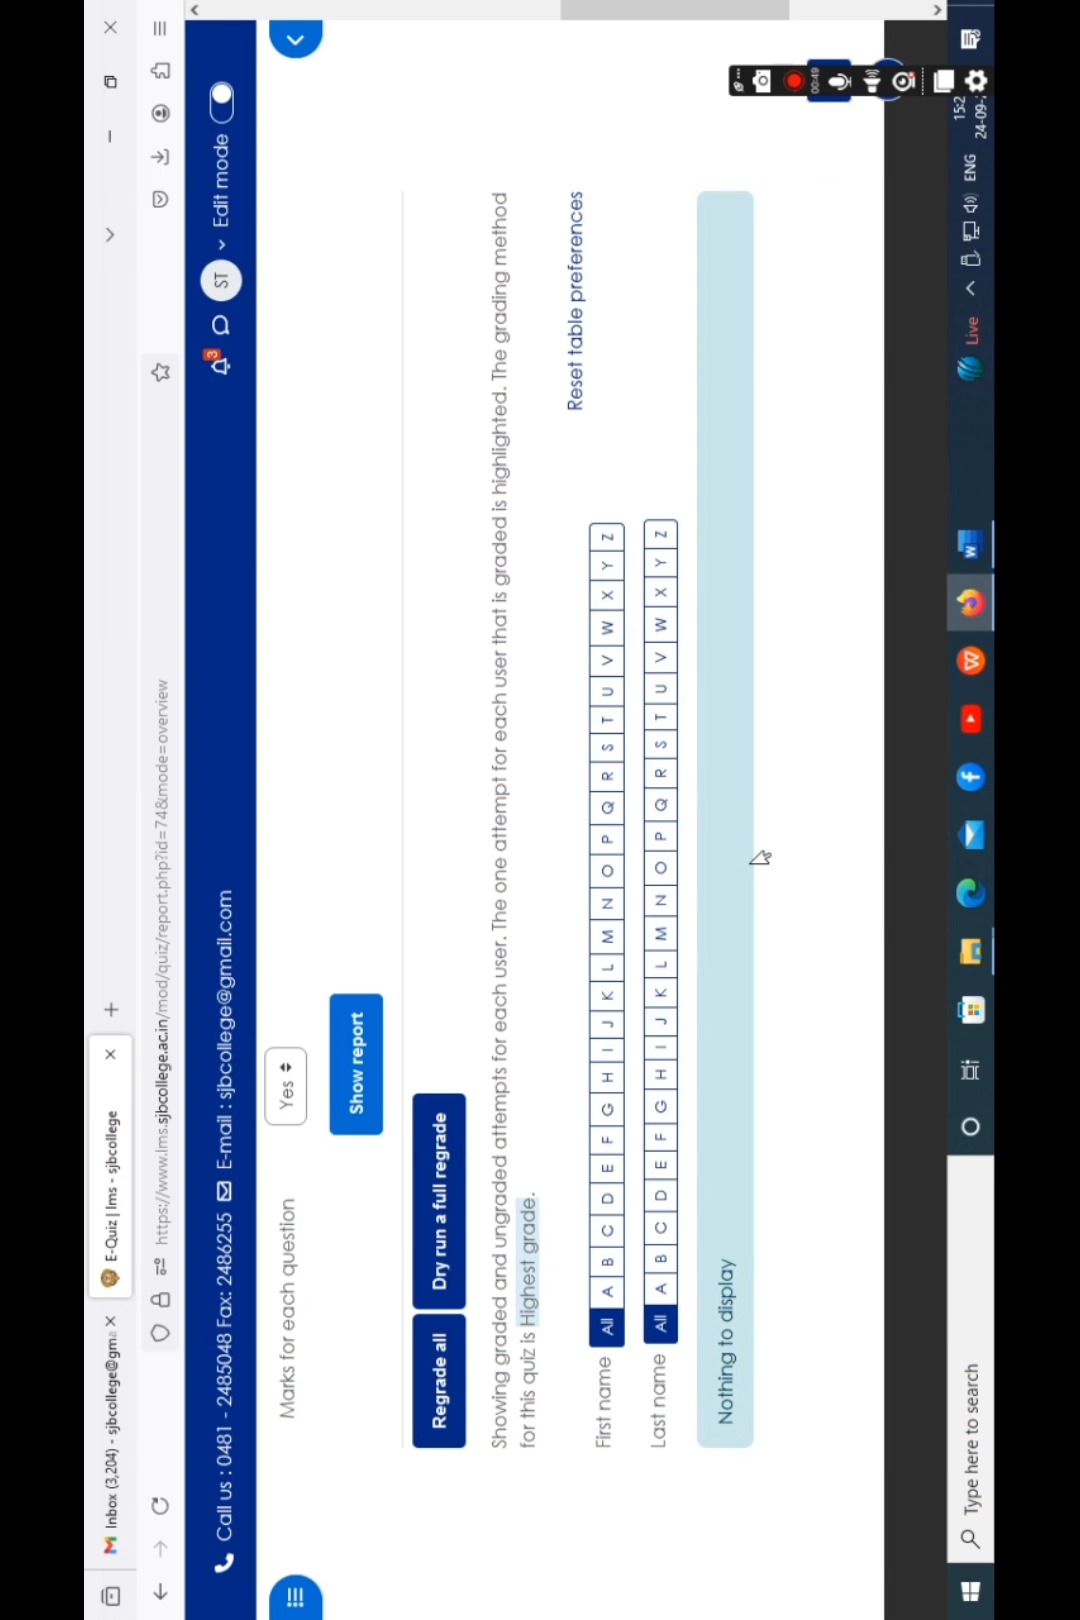 Inbox (3,204) - sjbcollege@gma
E-Quiz | lms - sjbcollege
https://www.lms.sjbcollege.ac.in/mod/quiz/report.php?id=74&mode=overview
Call us : 0481 - 2485048 Fax: 2486255 E-mail : sjbcollege@gmail.com
3
ST
Edit mode
Marks for each question
Yes
Show report
Regrade all
Dry run a full regrade
Showing graded and ungraded attempts for each user. The one attempt for each user that is graded is highlighted. The grading method
for this quiz is Highest grade.
Reset table preferences
First name All A B C D E F G H I J K L M N O P Q R S T U V W X Y Z
Last name All A B C D E F G H I J K L M N O P Q R S T U V W X Y Z
Nothing to display
00:49
Type here to search
Live
ENG
15:2
24-09-